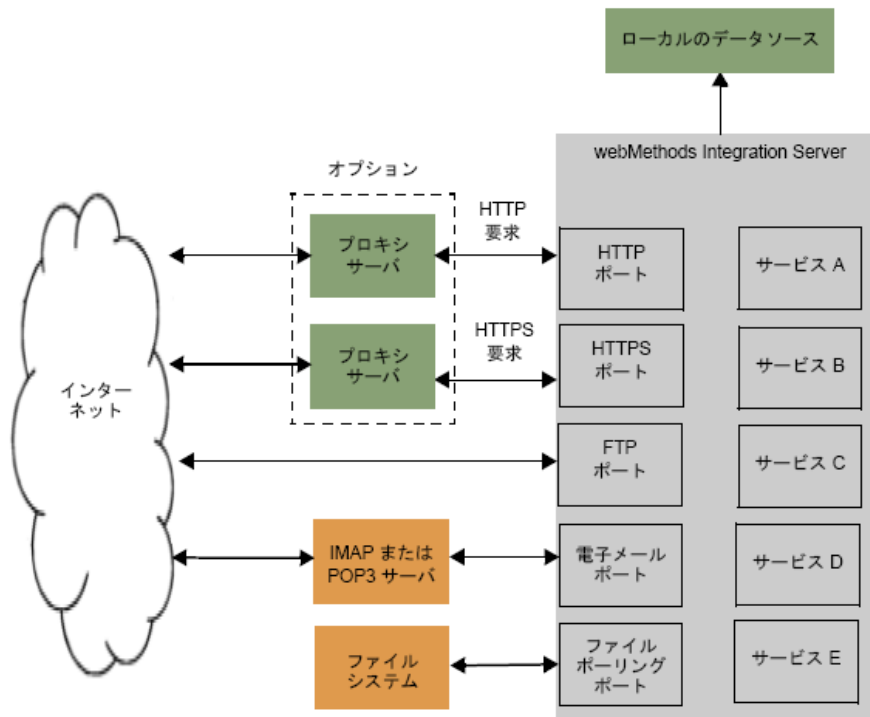 ローカルのデータソース
webMethods Integration Server
オプション
プロキシ
サーバ
HTTP
要求
HTTP
ポート
サービス A
プロキシ
サーバ
HTTPS
要求
HTTPS
ポート
サービス B
インター
ネット
FTP
ポート
サービス C
IMAP または
POP3 サーバ
電子メール
ポート
サービス D
ファイル
システム
ファイル
ポーリング
ポート
サービス E